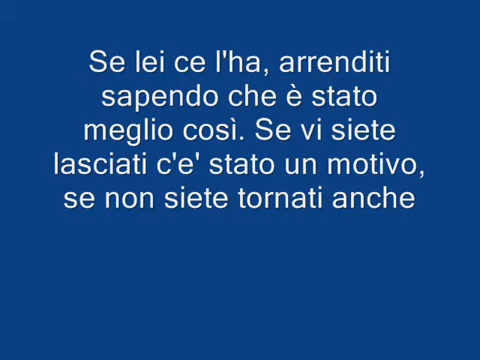 Se lei ce l'ha, arrenditi
sapendo che è stato
meglio così. Se vi siete
lasciati c'e' stato un motivo,
se non siete tornati anche